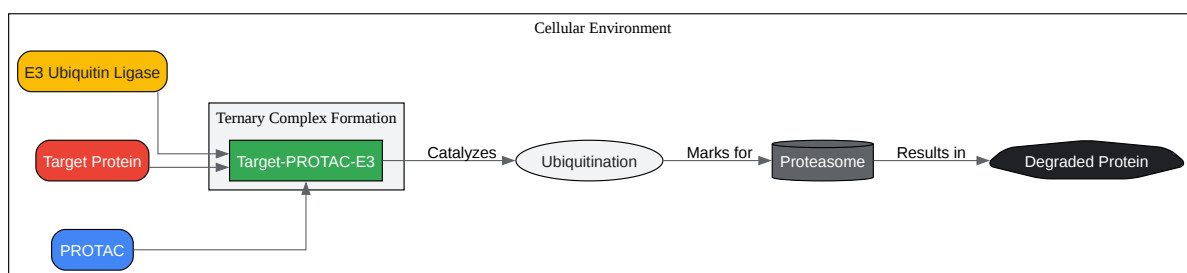 Cellular Environment
E3 Ubiquitin Ligase
Ternary Complex Formation
Target Protein
Target-PROTAC-E3
Catalyzes
Ubiquitination
Marks for
Proteasome
Results in
Degraded Protein
PROTAC